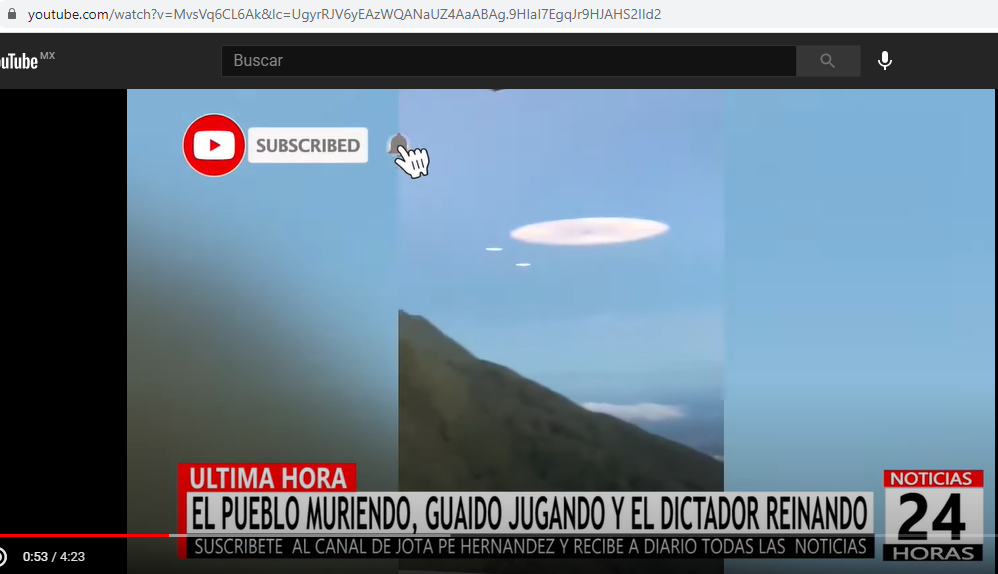 youtube.com/watch?v=MvsVq6CL6Ak&lc=UgyrRJV6yEAzWQANaUZ4AaABAg.9HIaI7EgqJr9HJAHS2IId2
uTube MX
Buscar
SUBSCRIBED
ULTIMA HORA
EL PUEBLO MURIENDO, GUAIDO JUGANDO Y EL DICTADOR REINANDO
SUSCRIBETE AL CANAL DE JOTA PE HERNANDEZ Y RECIBE A DIARIO TODAS LAS NOTICIAS
NOTICIAS
24
HORAS
0:53 / 4:23